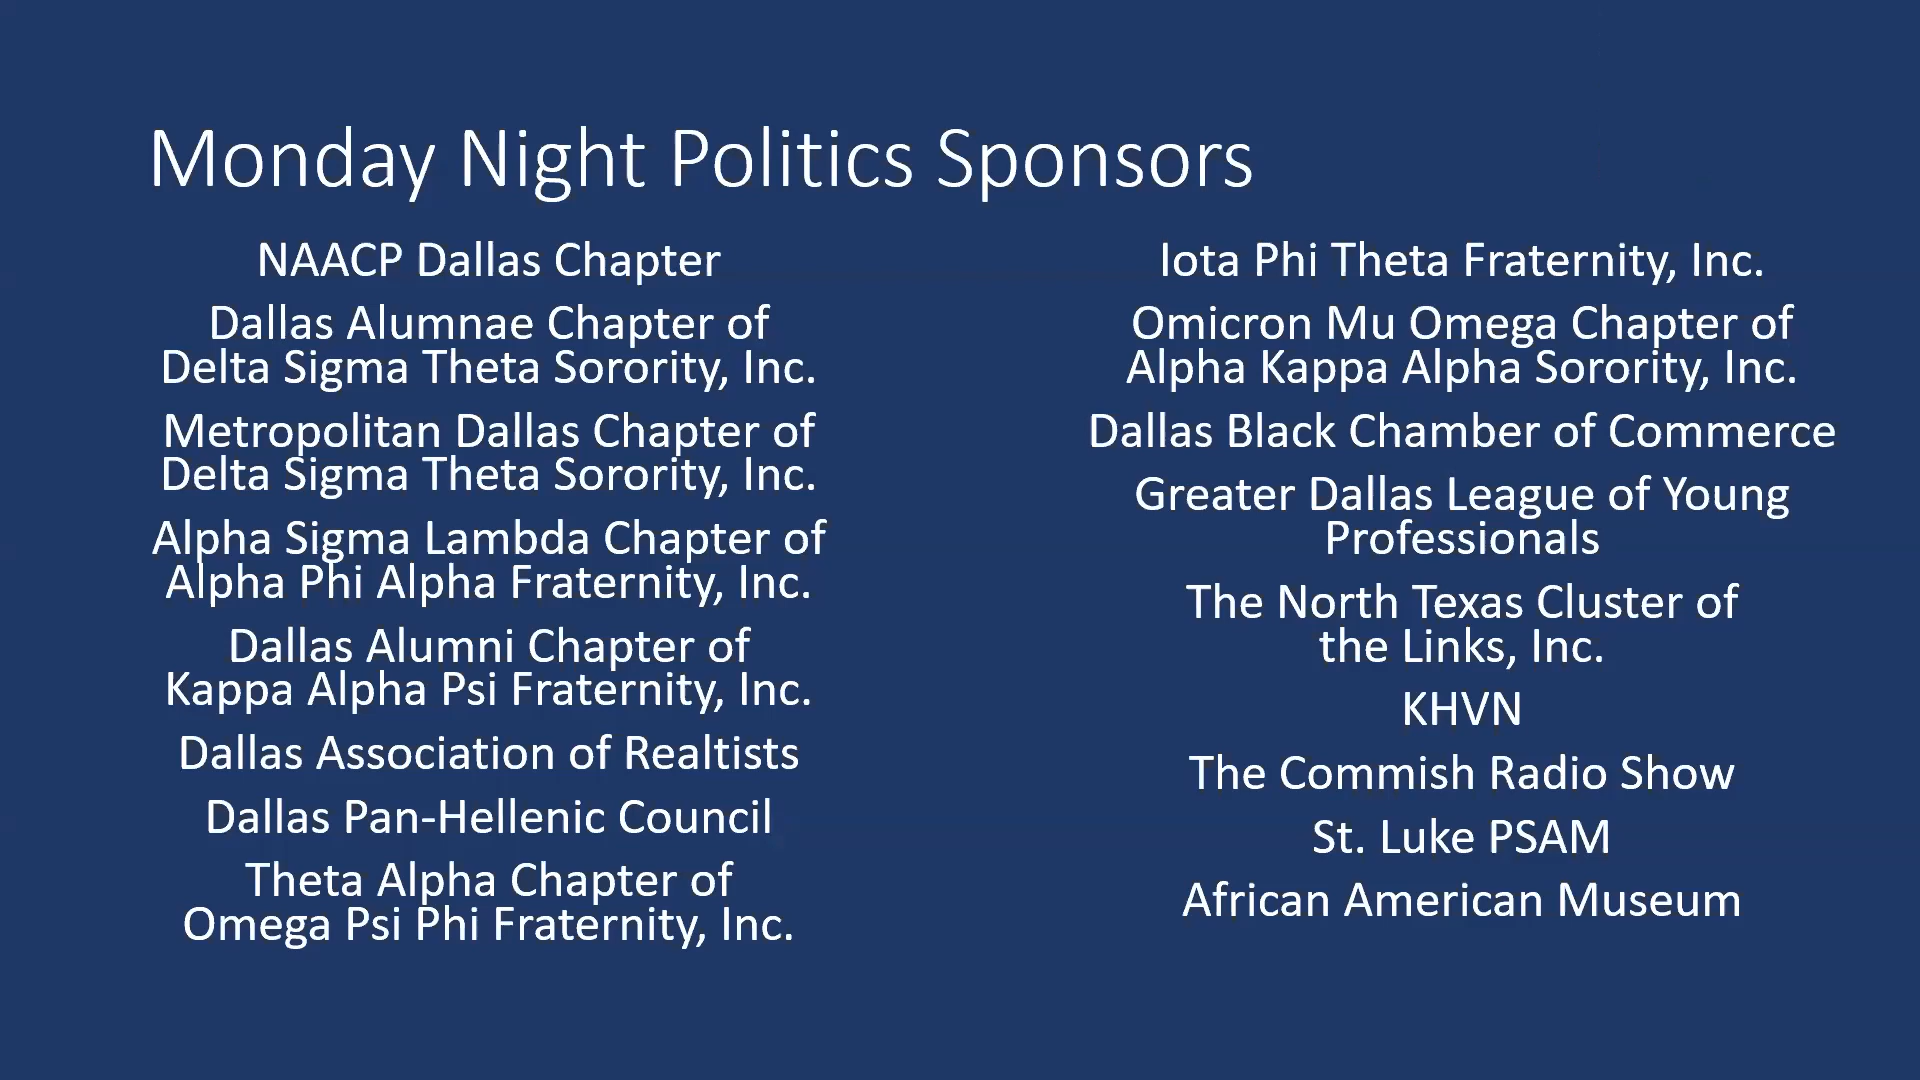 Monday Night Politics Sponsors
NAACP Dallas Chapter
Dallas Alumnae Chapter of
Delta Sigma Theta Sorority, Inc.
Metropolitan Dallas Chapter of
Delta Sigma Theta Sorority, Inc.
Alpha Sigma Lambda Chapter of
Alpha Phi Alpha Fraternity, Inc.
Dallas Alumni Chapter of
Kappa Alpha Psi Fraternity, Inc.
Dallas Association of Realtists
Dallas Pan-Hellenic Council
Theta Alpha Chapter of
Omega Psi Phi Fraternity, Inc.
Iota Phi Theta Fraternity, Inc.
Omicron Mu Omega Chapter of
Alpha Kappa Alpha Sorority, Inc.
Dallas Black Chamber of Commerce
Greater Dallas League of Young
Professionals
The North Texas Cluster of
the Links, Inc.
KHVN
The Commish Radio Show
St. Luke PSAM
African American Museum